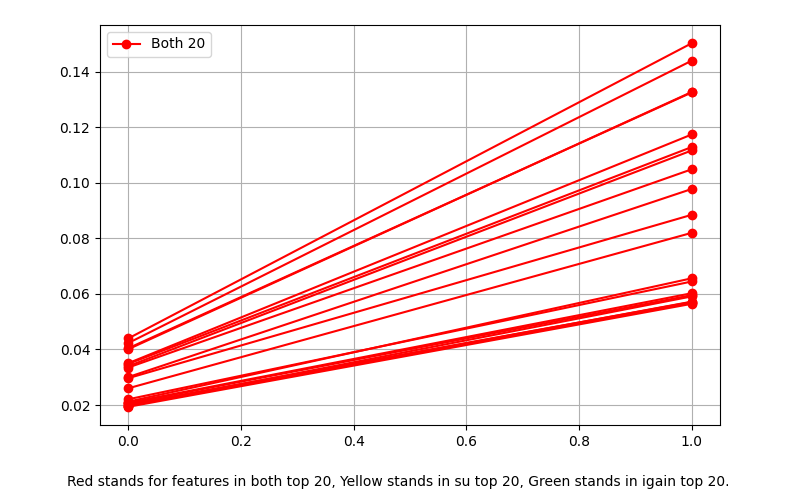 Both 20
0.14
0.12
0.10
0.08
0.06
0.04
0.02
0.0 0.2 0.4 0.6 0.8 1.0
Red stands for features in both top 20, Yellow stands in su top 20, Green stands in igain top 20.